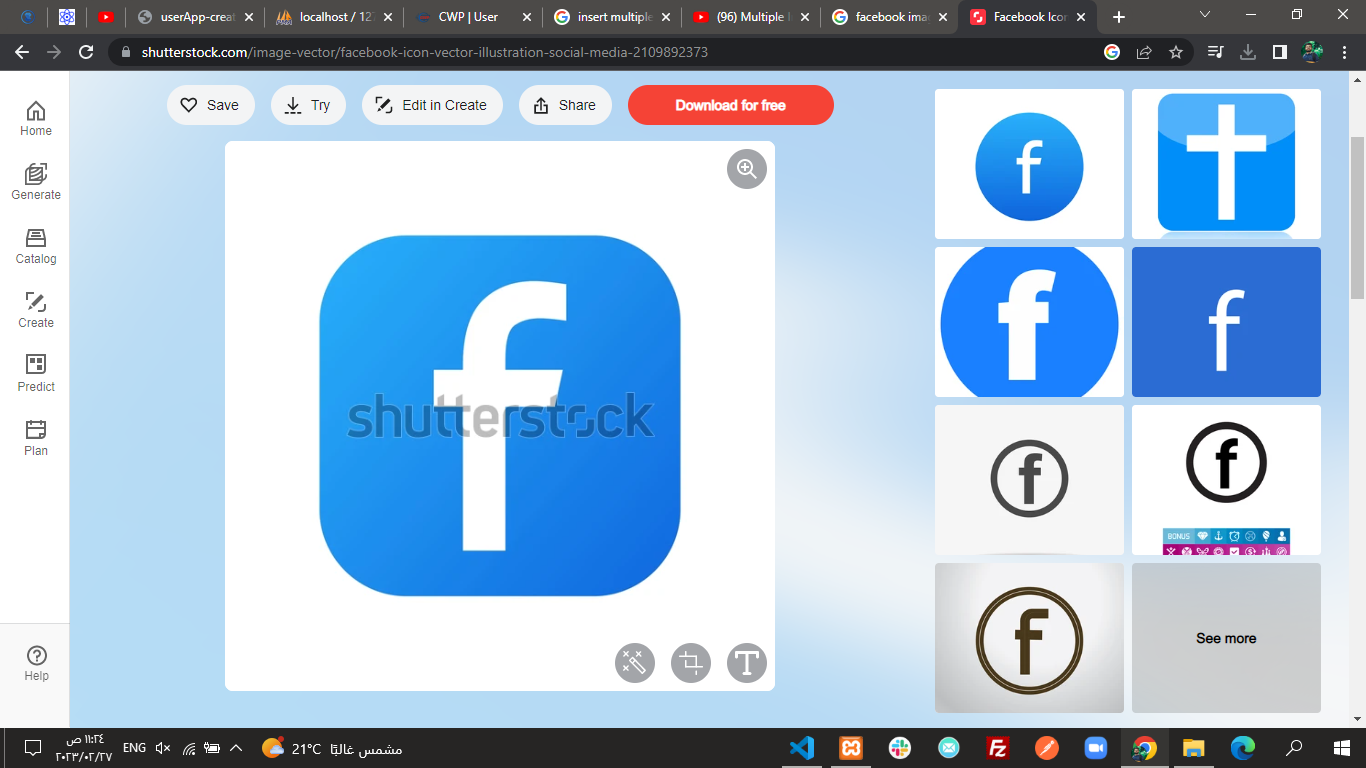 userApp-creat
localhost / 127
CWP | User
insert multiple
(96) Multiple I
facebook ima
Facebook Icon
shutterstock.com/image-vector/facebook-icon-vector-illustration-social-media-2109892373
Save
Try
Edit in Create
Share
Download for free
Home
Generate
Catalog
Create
Predict
Plan
Help
f
shutterstock
f
f
f
f
f
BONUS
f
See more
ENG
١١:٢٤ ص
٢٠٢٣/٠٢/٢٧
21°C
مشمس غالبًا